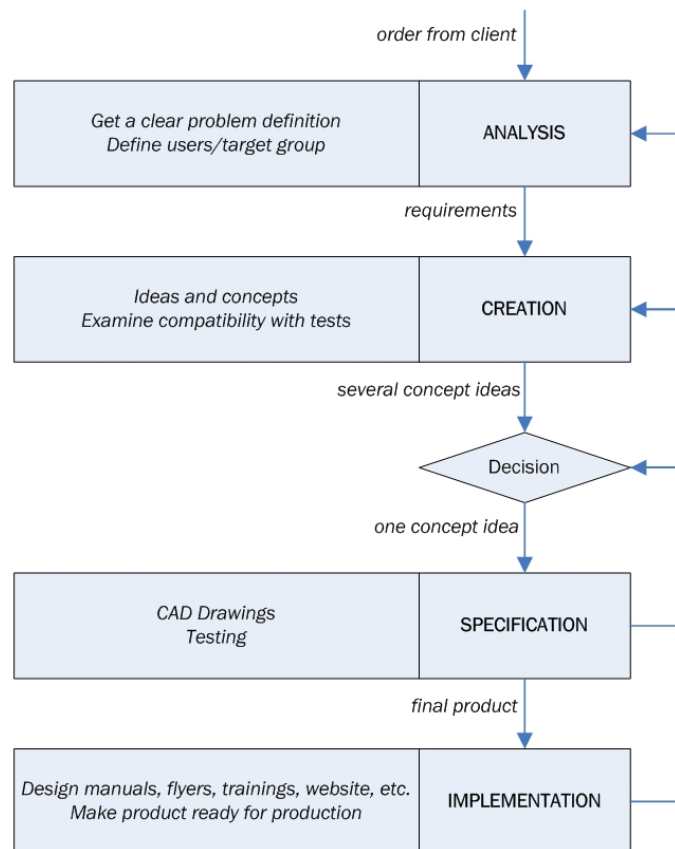 order from client
Get a clear problem definition
Define users/target group
ANALYSIS
requirements
Ideas and concepts
Examine compatibility with tests
CREATION
several concept ideas
Decision
one concept idea
CAD Drawings
Testing
SPECIFICATION
final product
Design manuals, flyers, trainings, website, etc.
Make product ready for production
IMPLEMENTATION